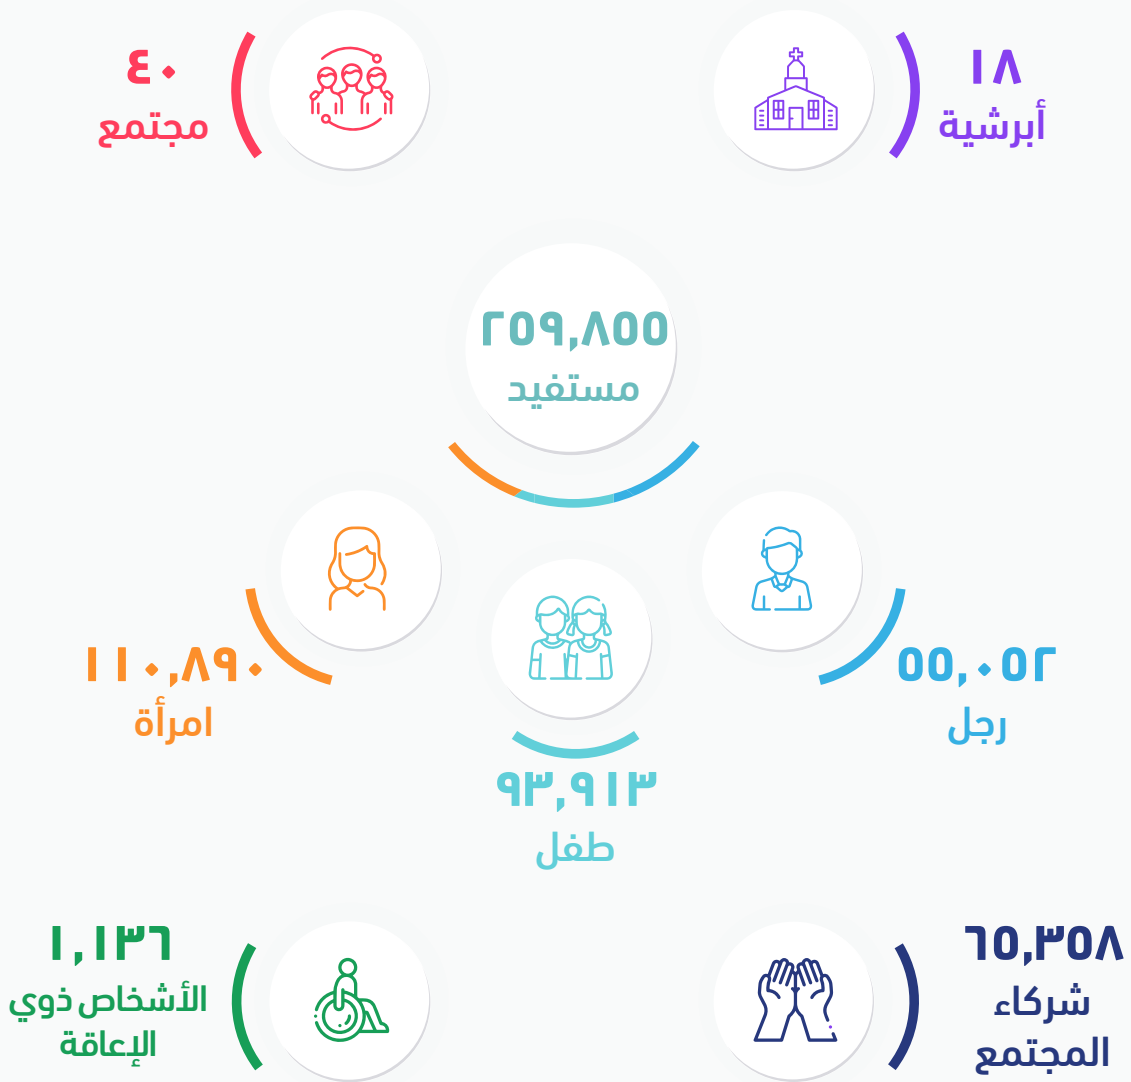 ١٨
أبرشية
٤٠
مجتمع
٢٥٩,٨٥٥
مستفيد
٥٥,٠٥٢
رجل
١١٠,٨٩٠
امرأة
٩٣,٩١٣
طفل
٦٥,٣٥٨
شركاء
المجتمع
١,١٣٦
الأشخاص ذوي
الإعاقة